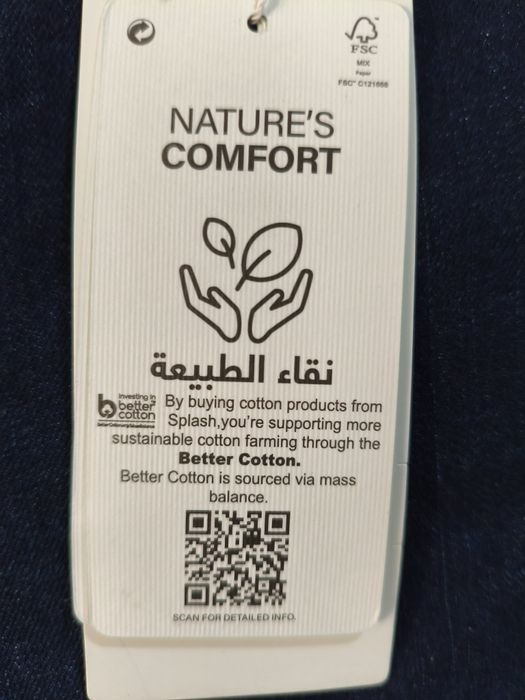 FSC
MIX
Paper
FSC™ C121666
NATURE'S
COMFORT
نقاء الطبيعة
Investing in
better
cotton
By buying cotton products from
Splash,you're supporting more
sustainable cotton farming through the
Better Cotton.
Better Cotton is sourced via mass
balance.
SCAN FOR DETAILED INFO.